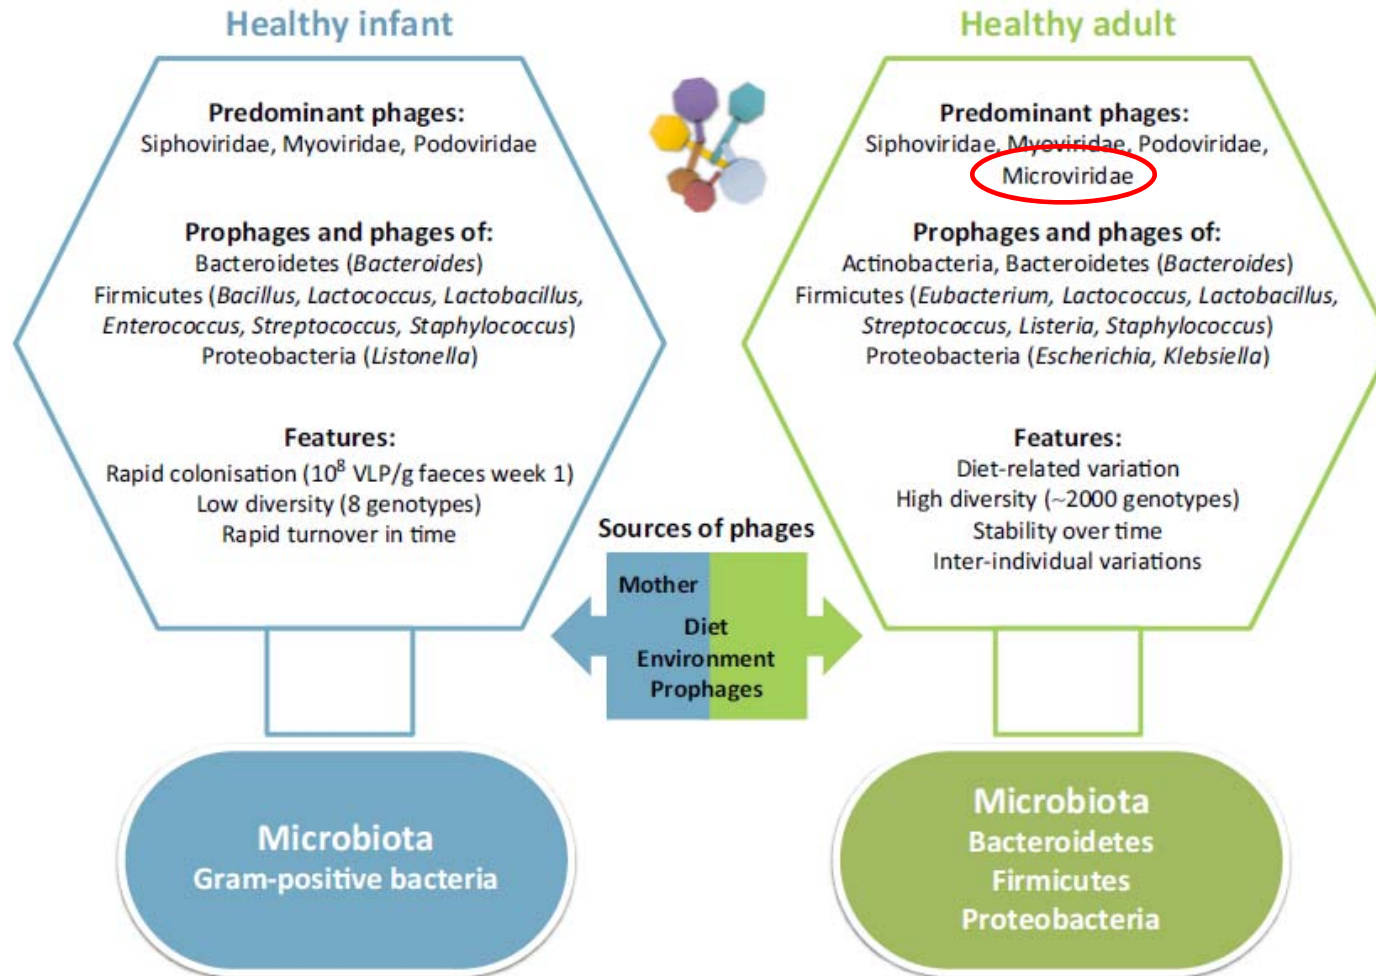 Healthy infant
Predominant phages:
Siphoviridae, Myoviridae, Podoviridae
Prophages and phages of:
Bacteroidetes (Bacteroides)
Firmicutes (Bacillus, Lactococcus, Lactobacillus,
Enterococcus, Streptococcus, Staphylococcus)
Proteobacteria (Listonella)
Features:
Rapid colonisation (10⁸ VLP/g faeces week 1)
Low diversity (8 genotypes)
Rapid turnover in time
Microbiota
Gram-positive bacteria
Sources of phages
Mother
Diet
Environment
Prophages
Healthy adult
Predominant phages:
Siphoviridae, Myoviridae, Podoviridae,
Microviridae
Prophages and phages of:
Actinobacteria, Bacteroidetes (Bacteroides)
Firmicutes (Eubacterium, Lactococcus, Lactobacillus,
Streptococcus, Listeria, Staphylococcus)
Proteobacteria (Escherichia, Klebsiella)
Features:
Diet-related variation
High diversity (~2000 genotypes)
Stability over time
Inter-individual variations
Microbiota
Bacteroidetes
Firmicutes
Proteobacteria